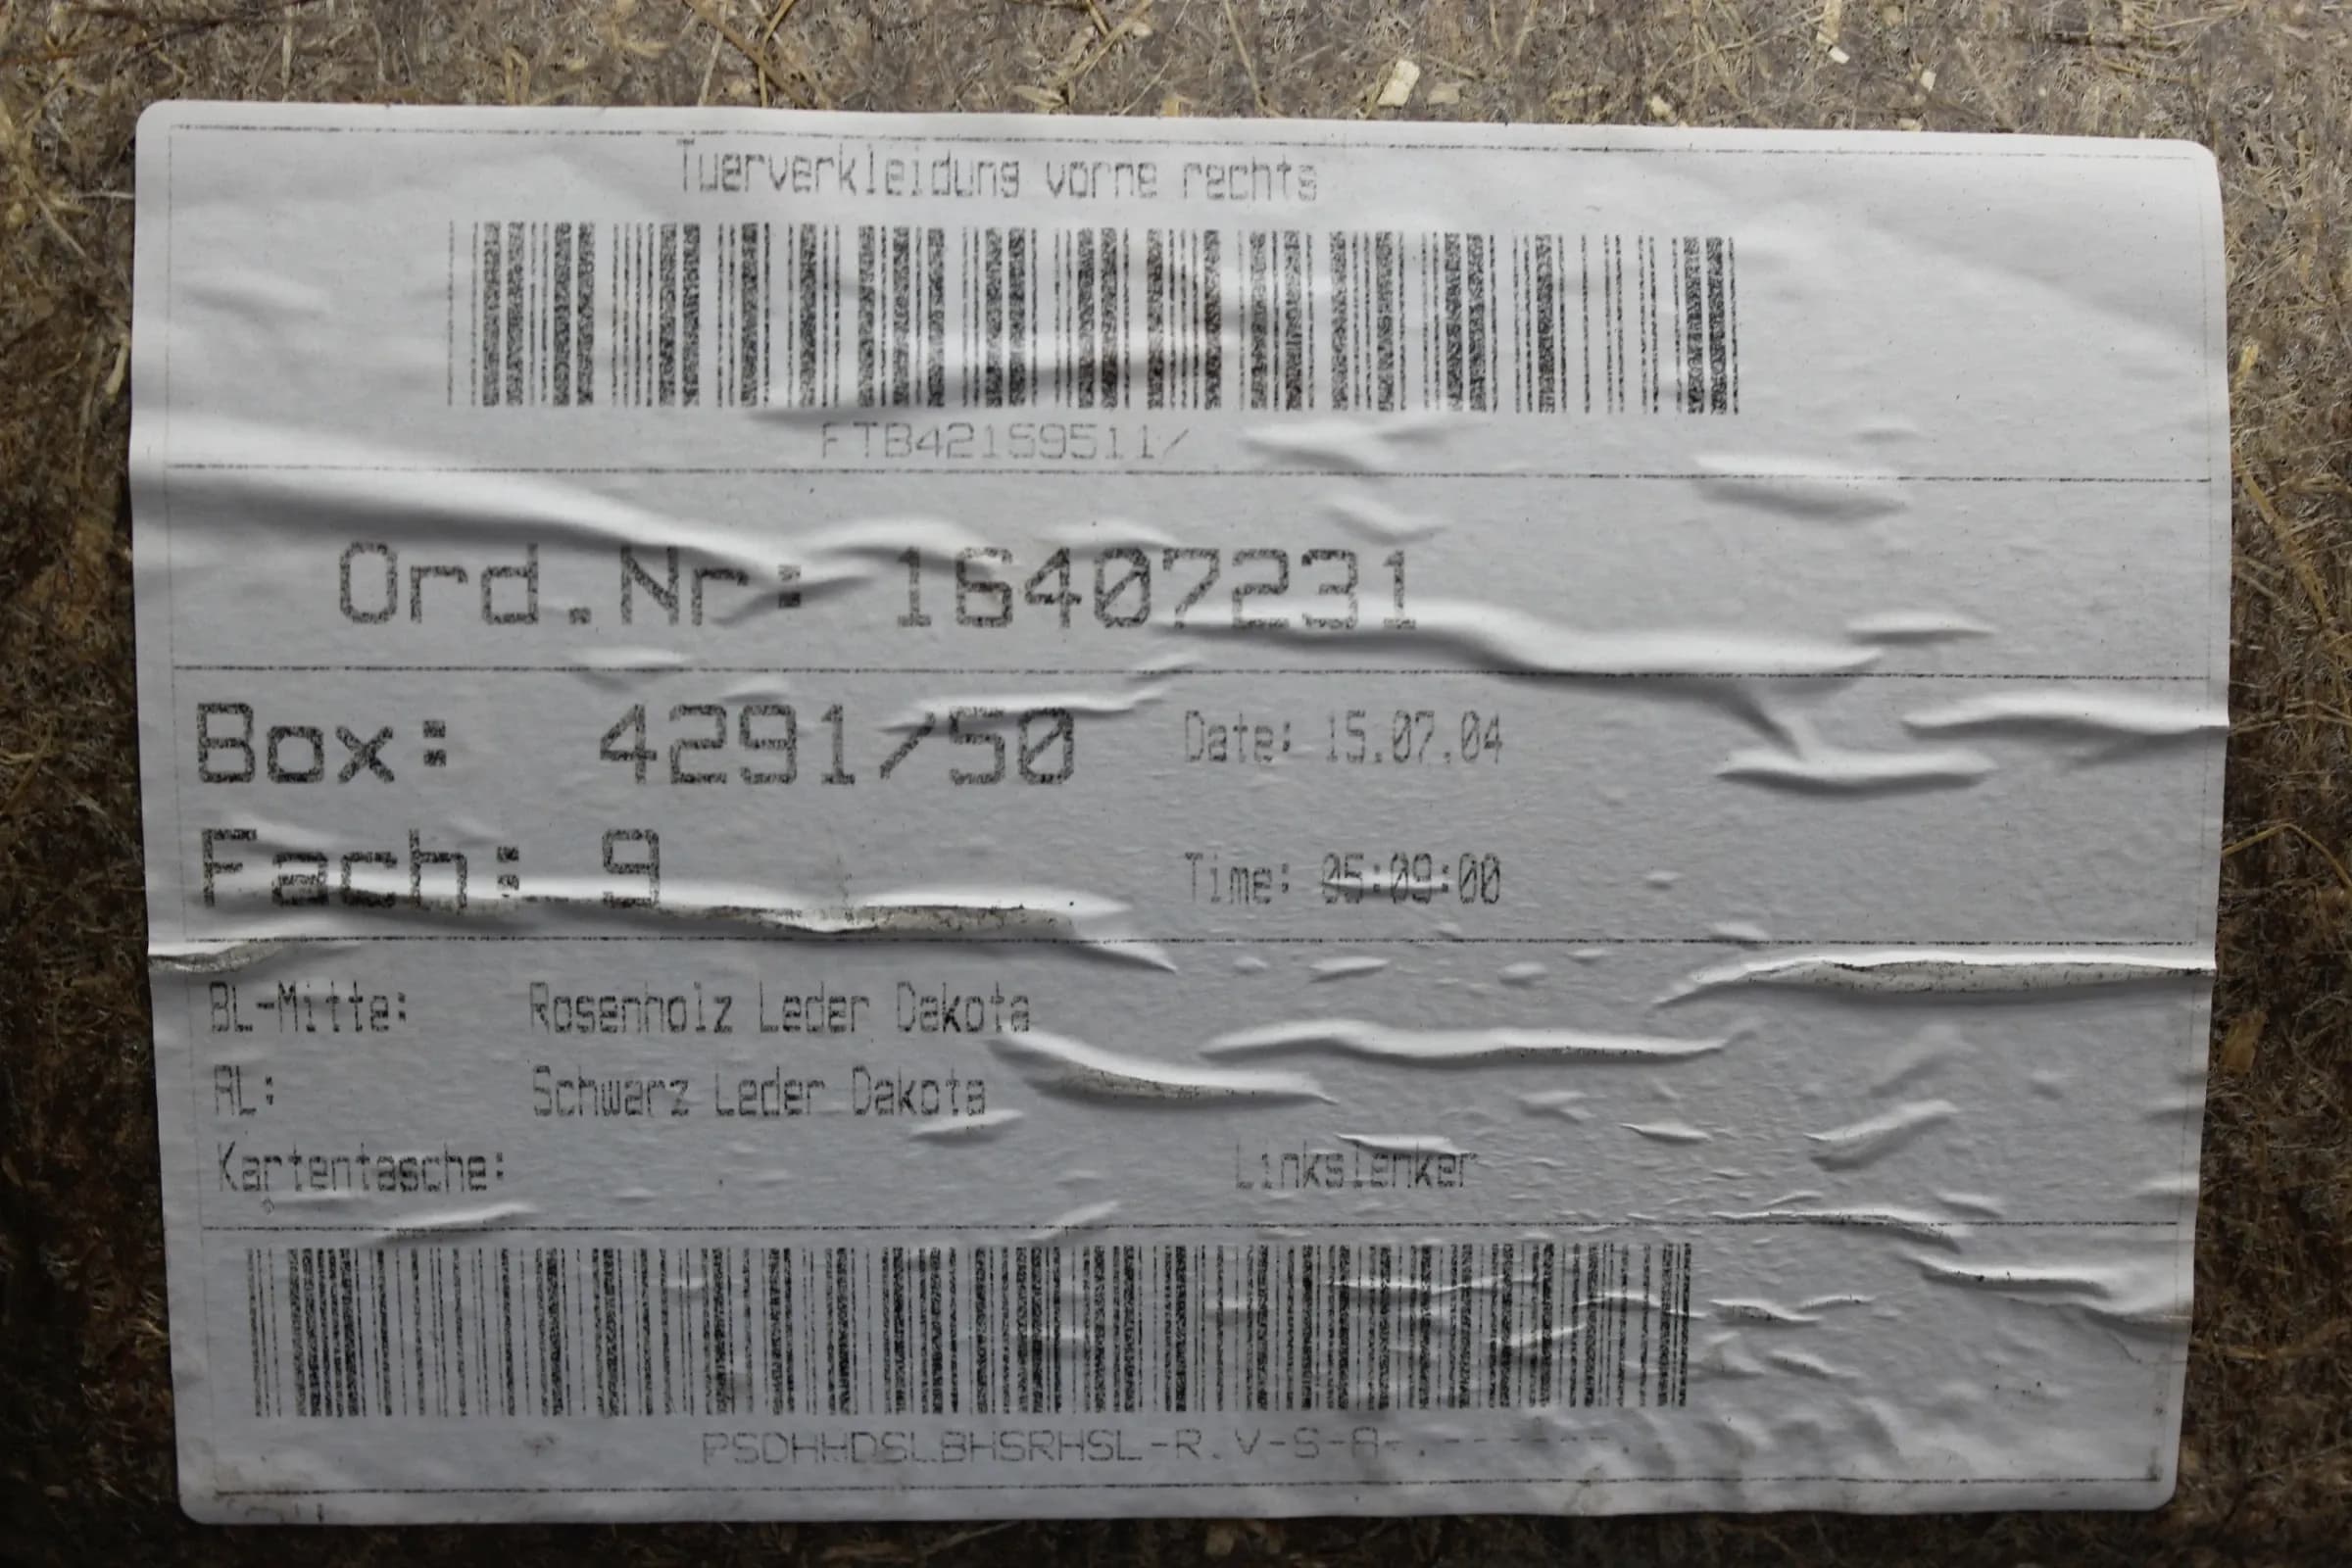 Tuerverkleidung vorne rechts
FTB42159511/
Ord.Nr: 16407231
Box: 4291/50 Date: 15.07.04
Fach: 9 Time: 05:09:00
BL-Mitte: Rosenholz Leder Dakota
AL: Schwarz Leder Dakota
Kartentasche: Linkslenker
PSDHHDSLBHSRHSL-R.V-S-A-.------.